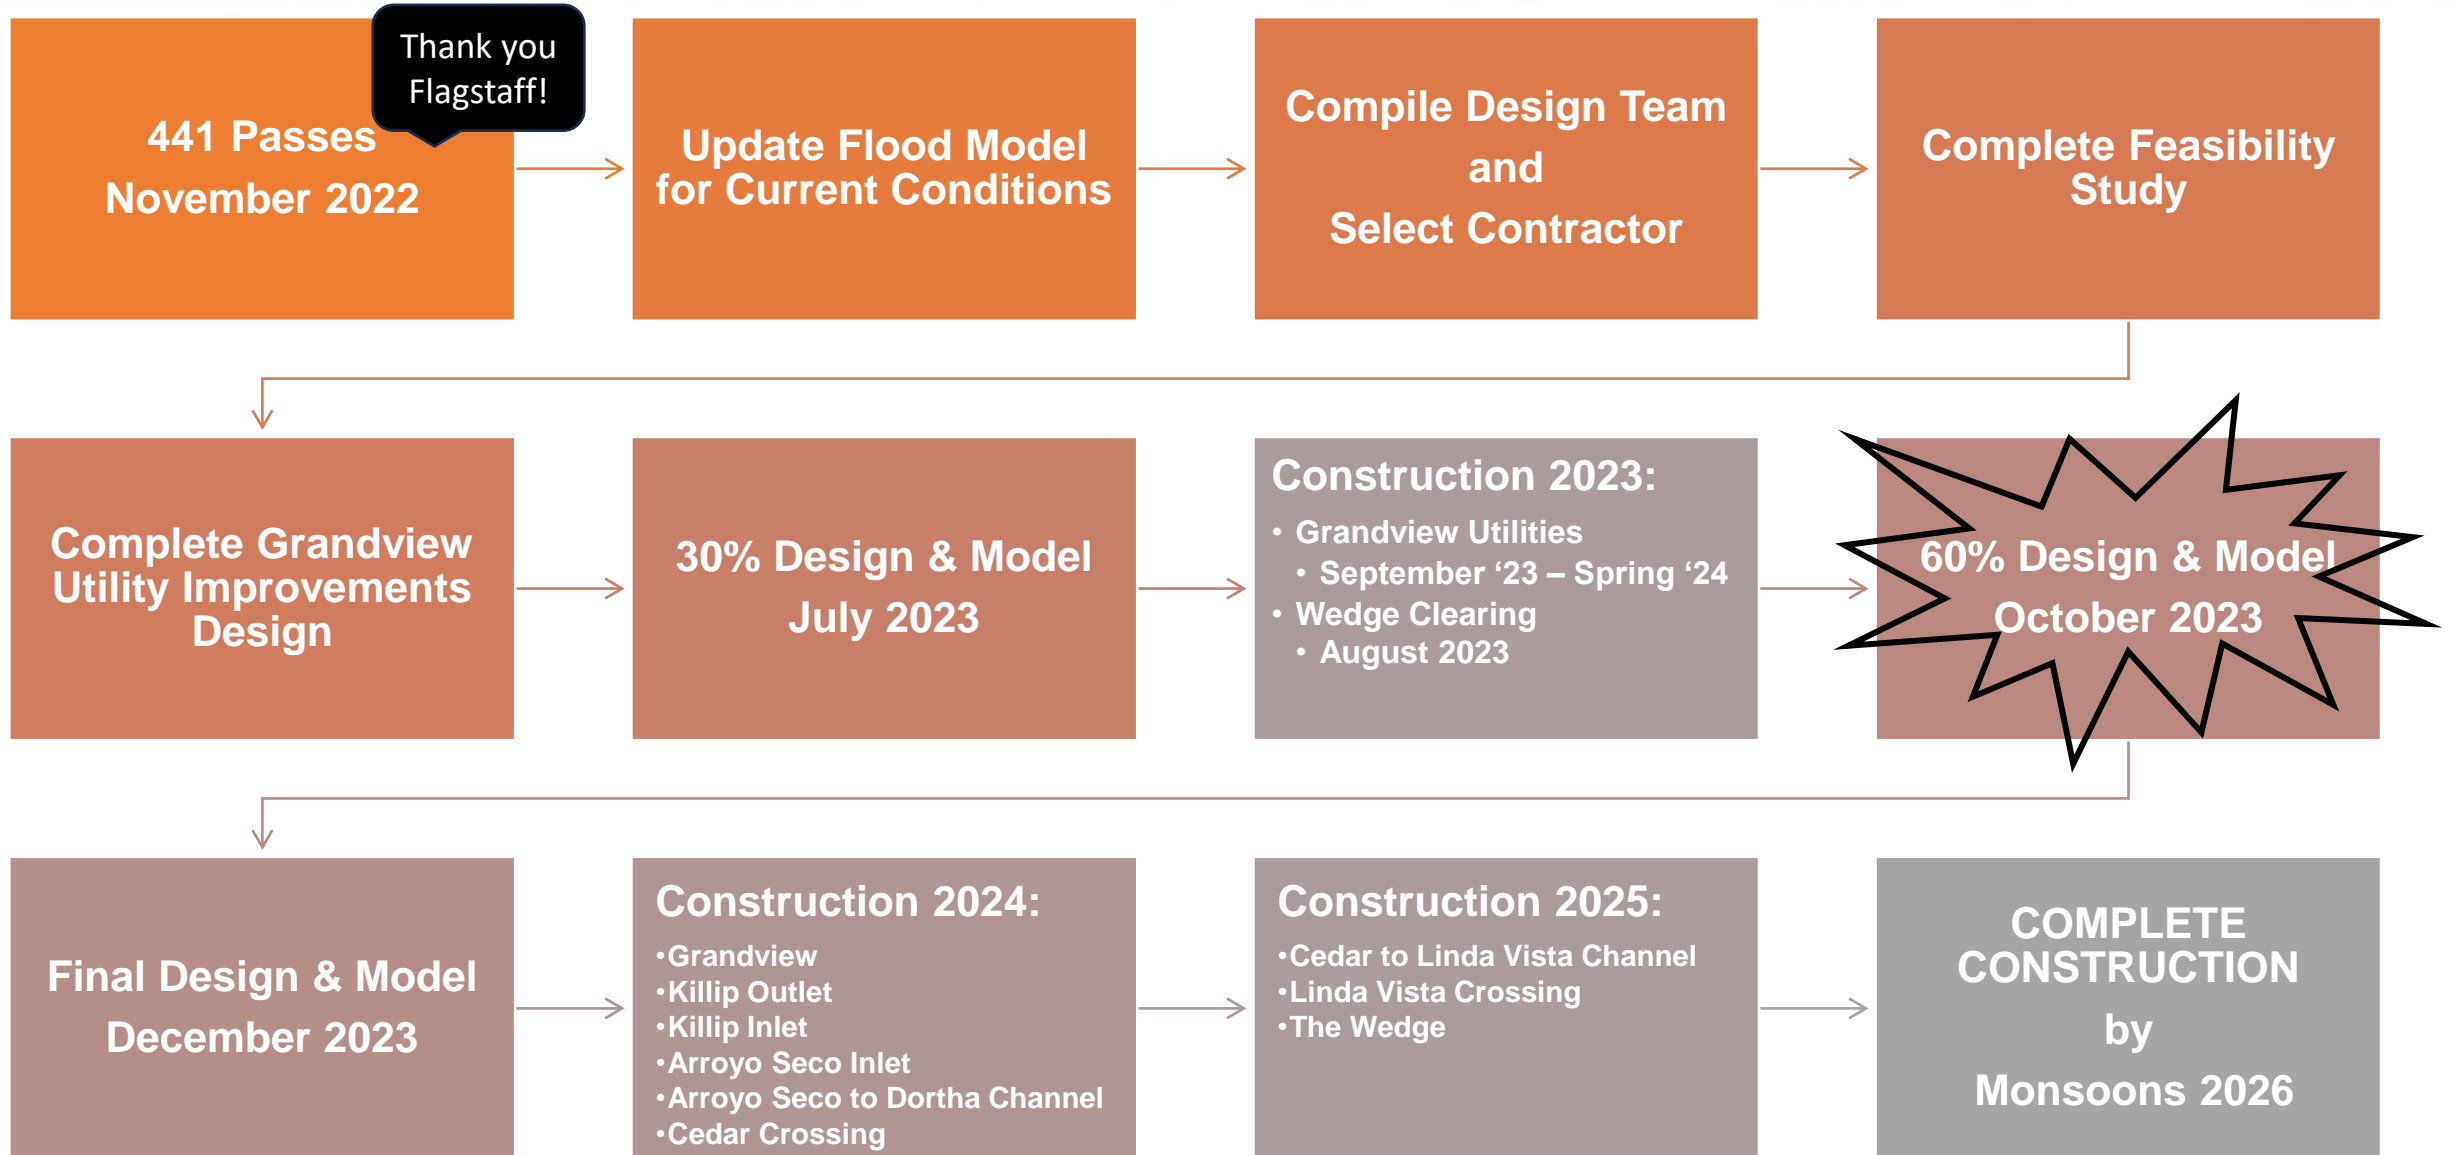 Thank you
Flagstaff!
441 Passes
November 2022
Update Flood Model
for Current Conditions
Compile Design Team
and
Select Contractor
Complete Feasibility
Study
Complete Grandview
Utility Improvements
Design
30% Design & Model
July 2023
Construction 2023:
• Grandview Utilities
• September ‘23 – Spring ‘24
• Wedge Clearing
• August 2023
60% Design & Model
October 2023
Final Design & Model
December 2023
Construction 2024:
•Grandview
•Killip Outlet
•Killip Inlet
•Arroyo Seco Inlet
•Arroyo Seco to Dortha Channel
•Cedar Crossing
Construction 2025:
•Cedar to Linda Vista Channel
•Linda Vista Crossing
•The Wedge
COMPLETE
CONSTRUCTION
by
Monsoons 2026